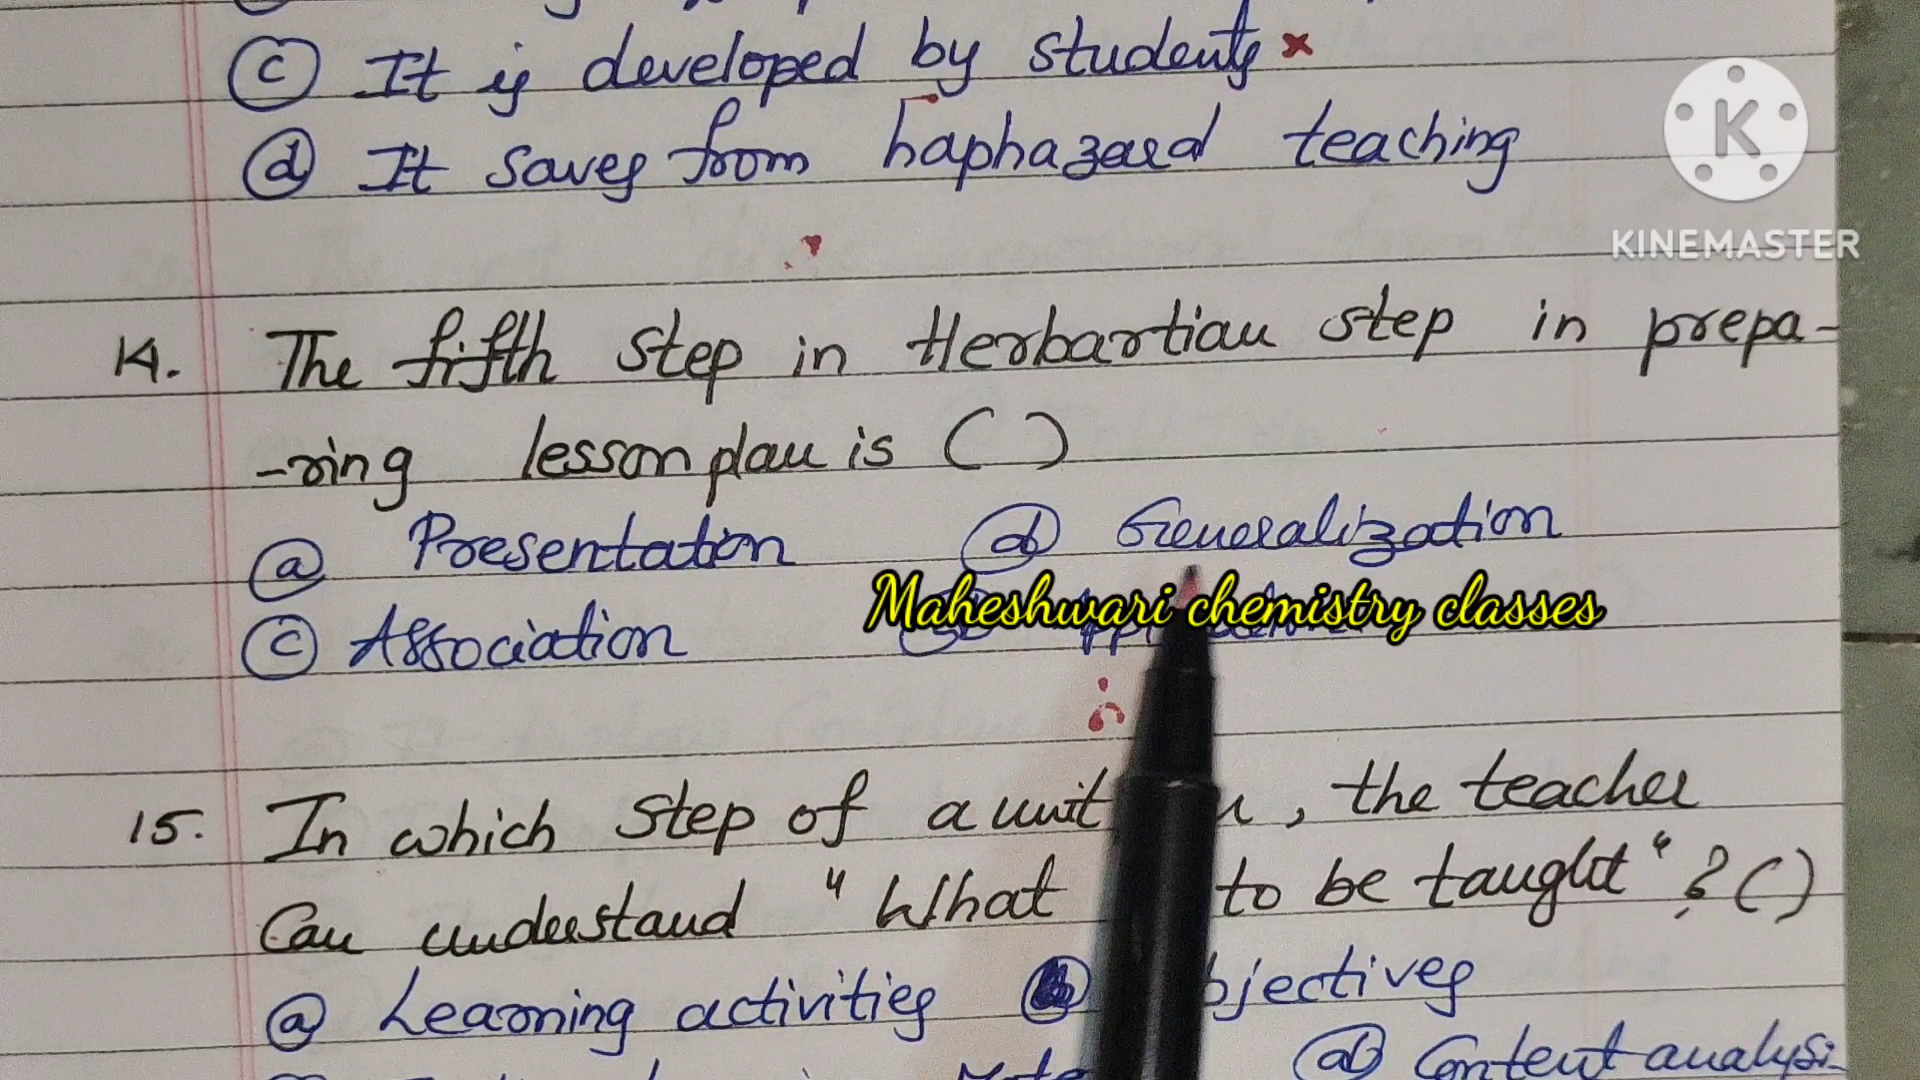 (c) It is developed by students ×
(d) It saves from haphazard teaching
K
KINEMASTER
14. The fifth step in Herbartian step in prepa-
-ring lesson plan is ( )
(a) Presentation (b) Generalization
Maheshwari chemistry classes
(c) Association
15. In which step of a unit , the teacher
Can understand "What to be taught"? ( )
(a) Learning activities (b) bjectives
(d) Content analysi